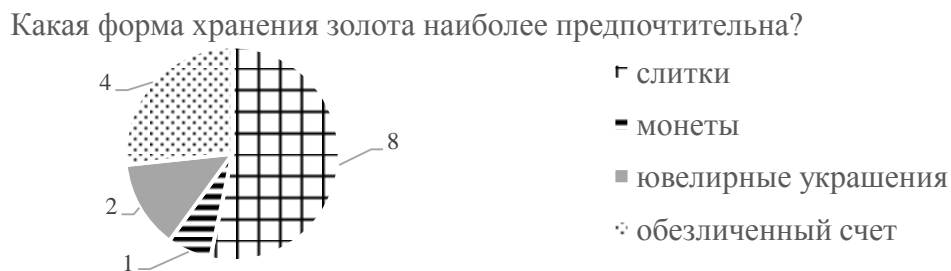 Какая форма хранения золота наиболее предпочтительна?
4
8
2
1
слитки
монеты
ювелирные украшения
обезличенный счет